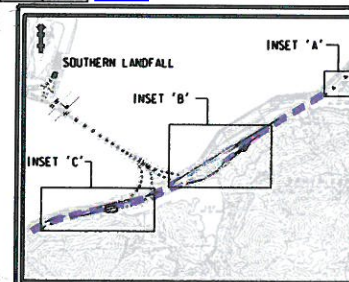 INSET 'A'
SOUTHERN LANDFALL
INSET 'B'
INSET 'C'